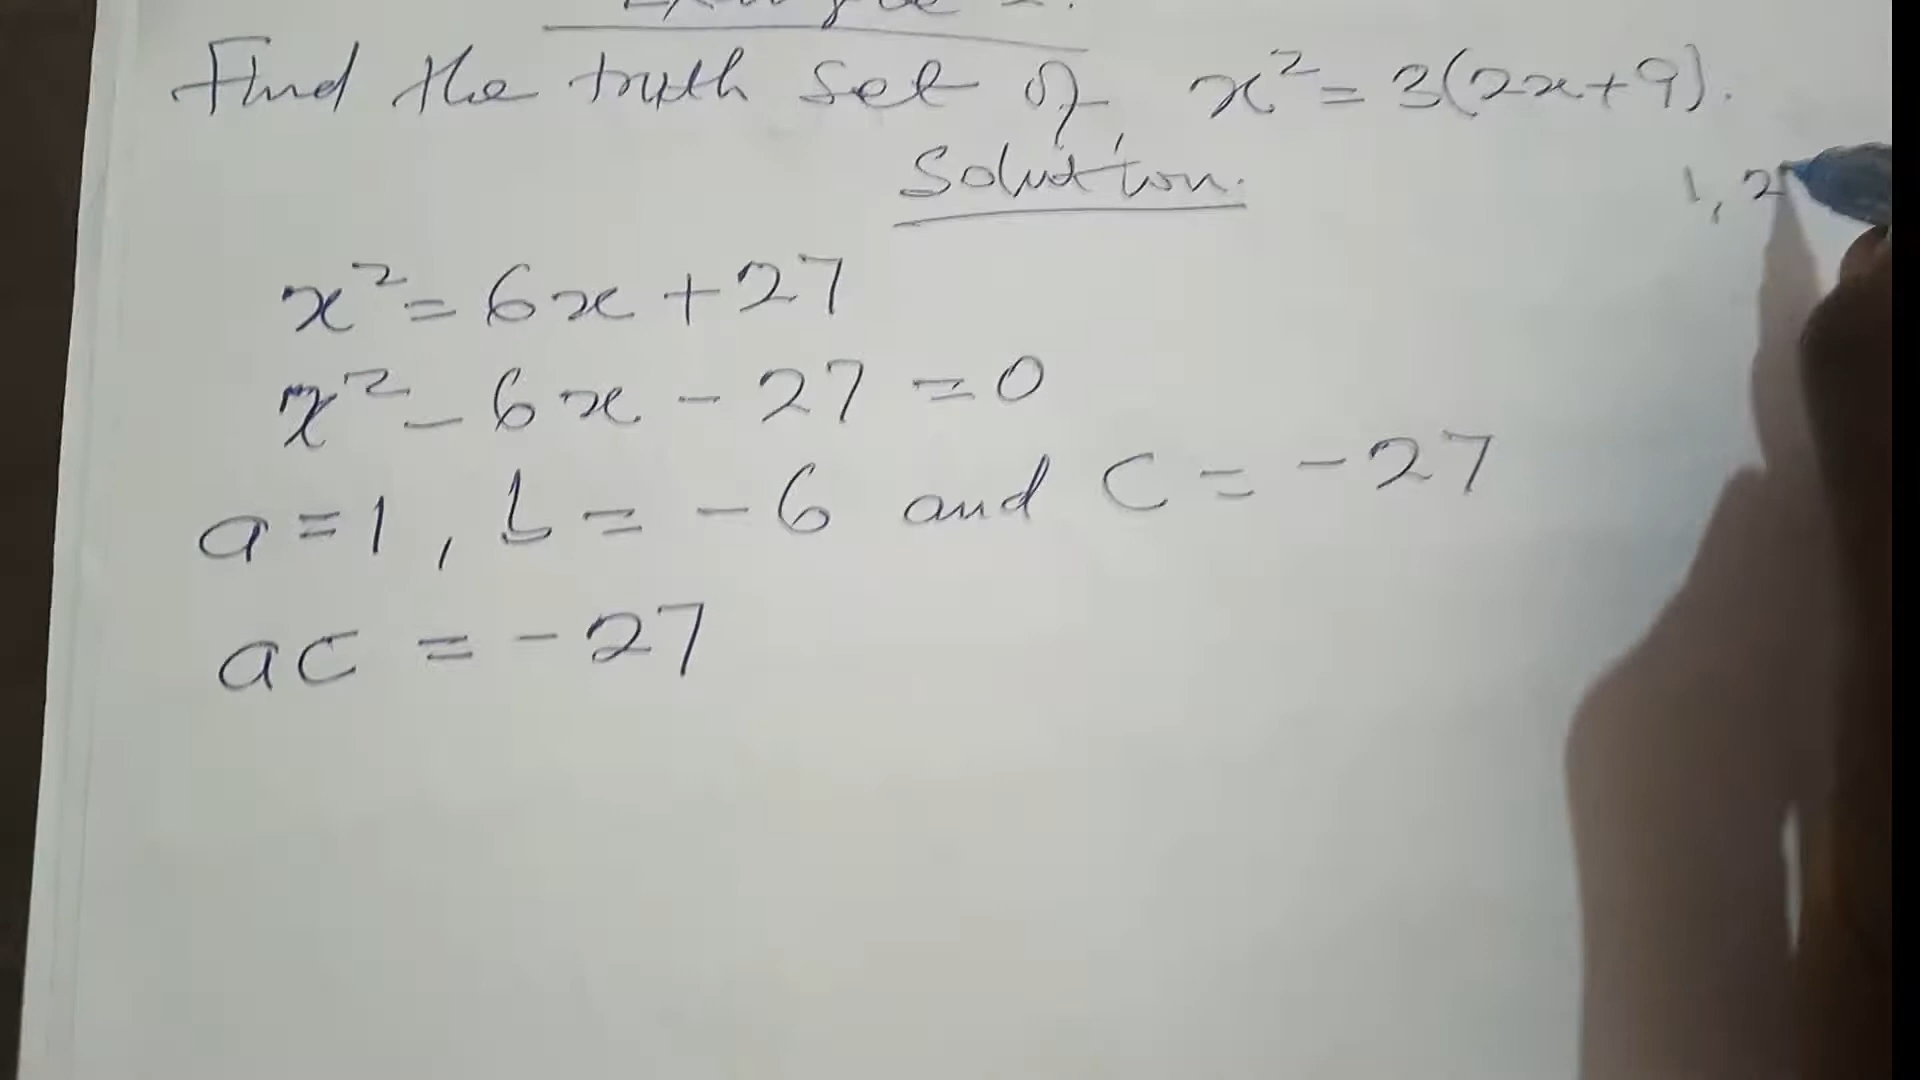 Find the truth set of, x² = 3(2x+9).
Solution.
1, 2
x² = 6x + 27
x² - 6x - 27 = 0
a = 1, b = -6 and c = -27
ac = -27